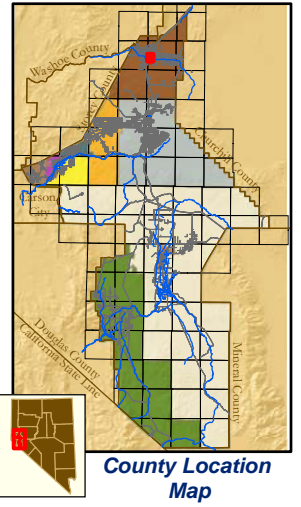 Washoe County
Storey County
Churchill County
Carson
City
Douglas County
California State Line
Mineral County
County Location
Map